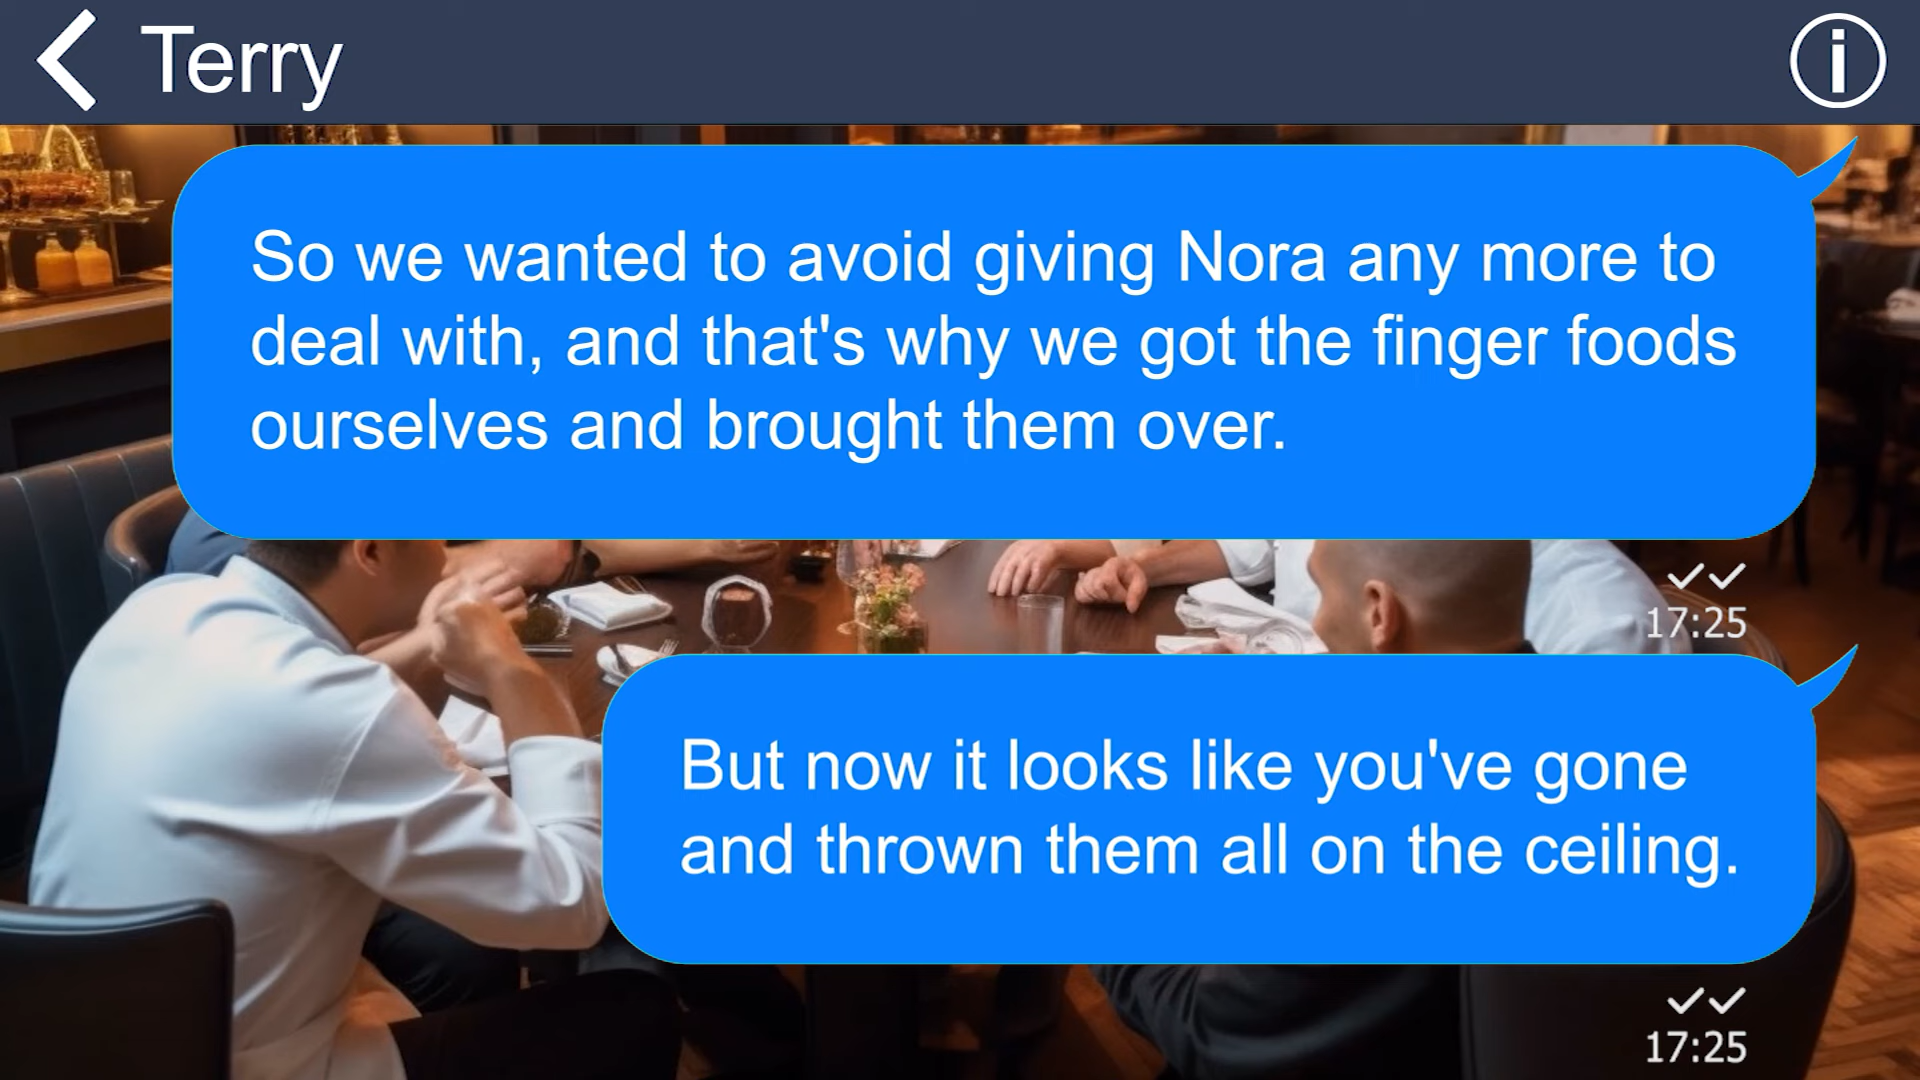 Terry
So we wanted to avoid giving Nora any more to
deal with, and that's why we got the finger foods
ourselves and brought them over.
17:25
But now it looks like you've gone
and thrown them all on the ceiling.
17:25